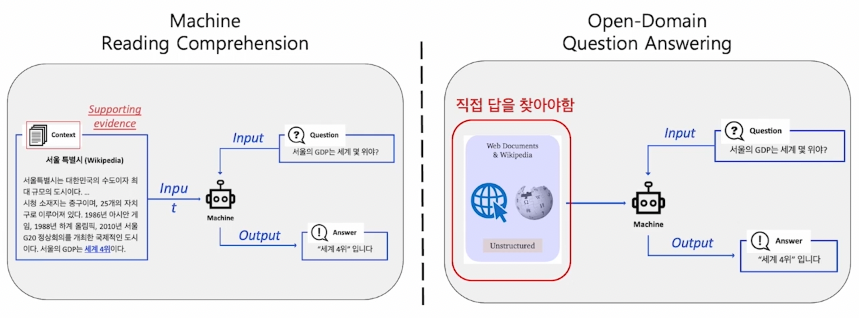 Machine
Reading Comprehension
Supporting
evidence
Context
서울 특별시 (Wikipedia)
서울특별시는 대한민국의 수도이자 최
대 규모의 도시이다. ...
시청 소재지는 중구이며, 25개의 자치
구로 이루어져 있다. 1986년 아시안 게
임, 1988년 하계 올림픽, 2010년 서울
G20 정상회의를 개최한 국제적인 도시
이다. 서울의 GDP는 세계 4위이다.
Inpu
t
Input
Question
서울의 GDP는 세계 몇 위야?
Machine
Output
Answer
“세계 4위” 입니다
Open-Domain
Question Answering
직접 답을 찾아야함
Web Documents
& Wikipedia
Unstructured
Input
Question
서울의 GDP는 세계 몇 위야?
Machine
Output
Answer
“세계 4위” 입니다